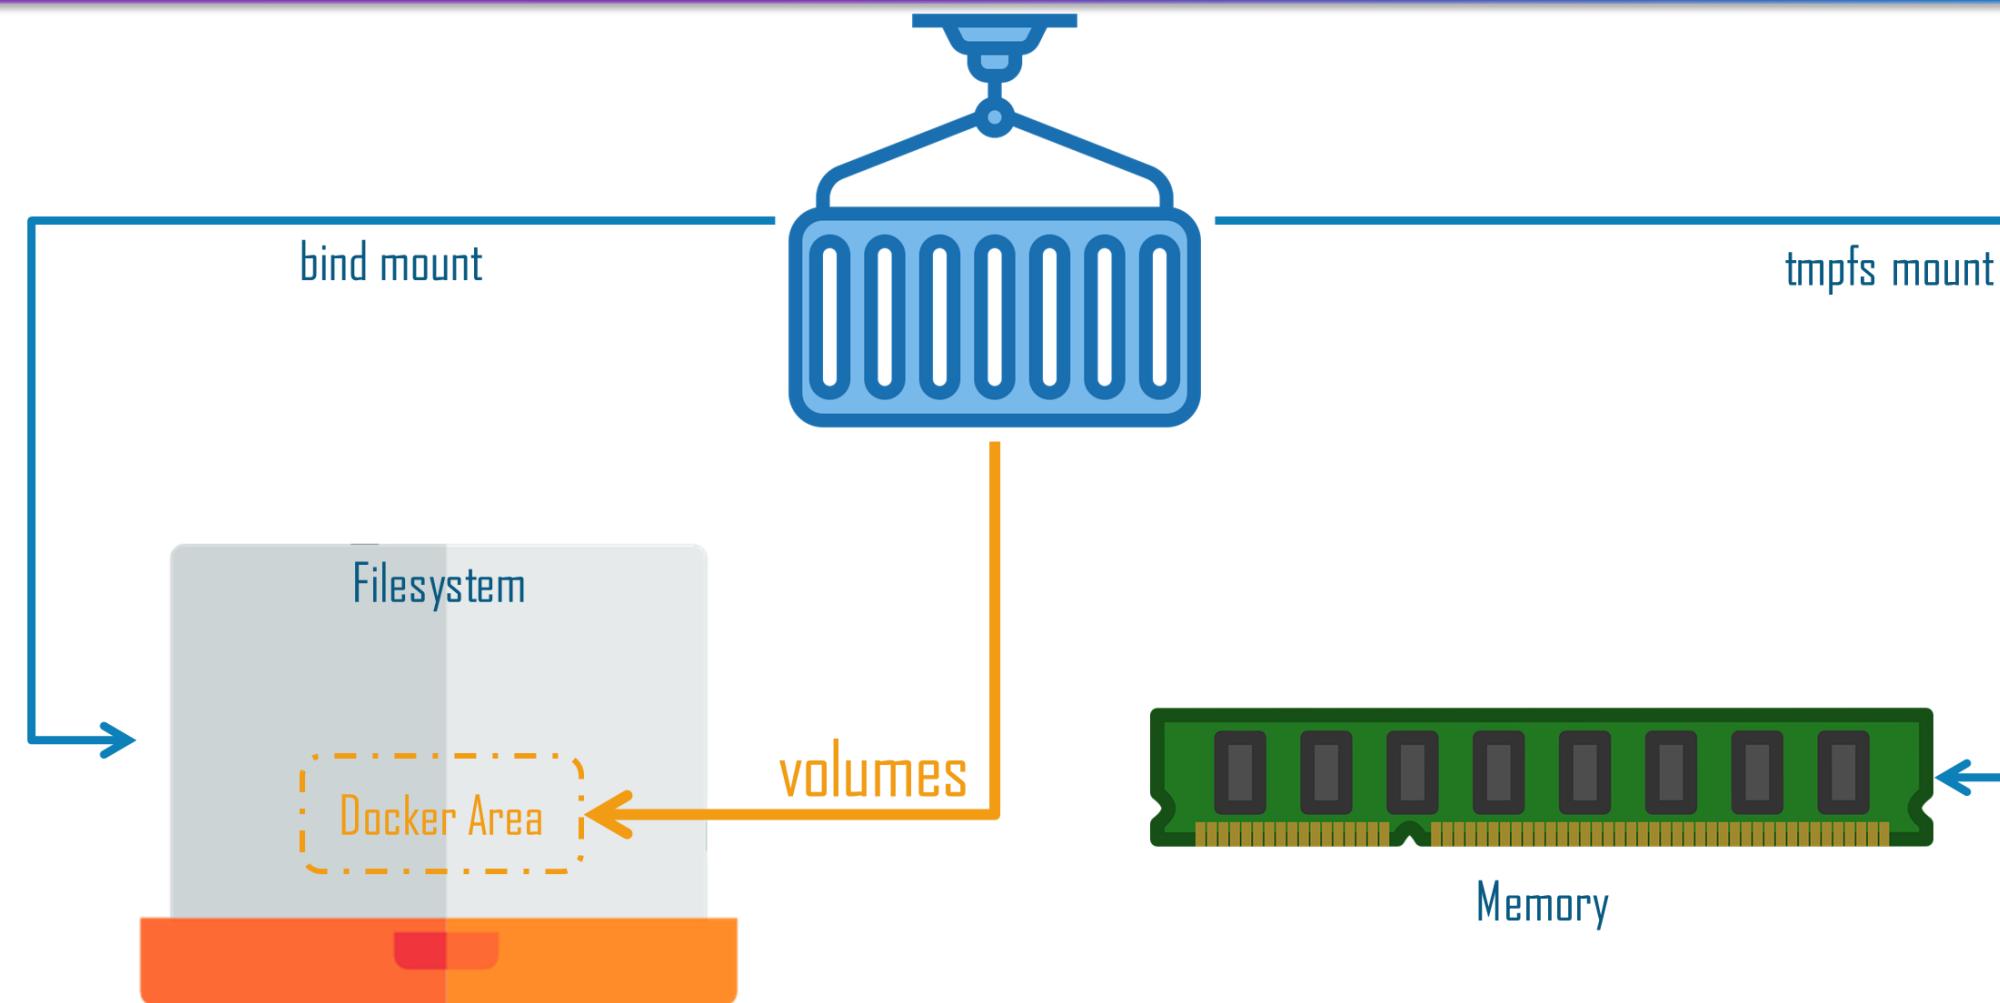 bind mount
tmpfs mount
Filesystem
volumes
Docker Area
Memory